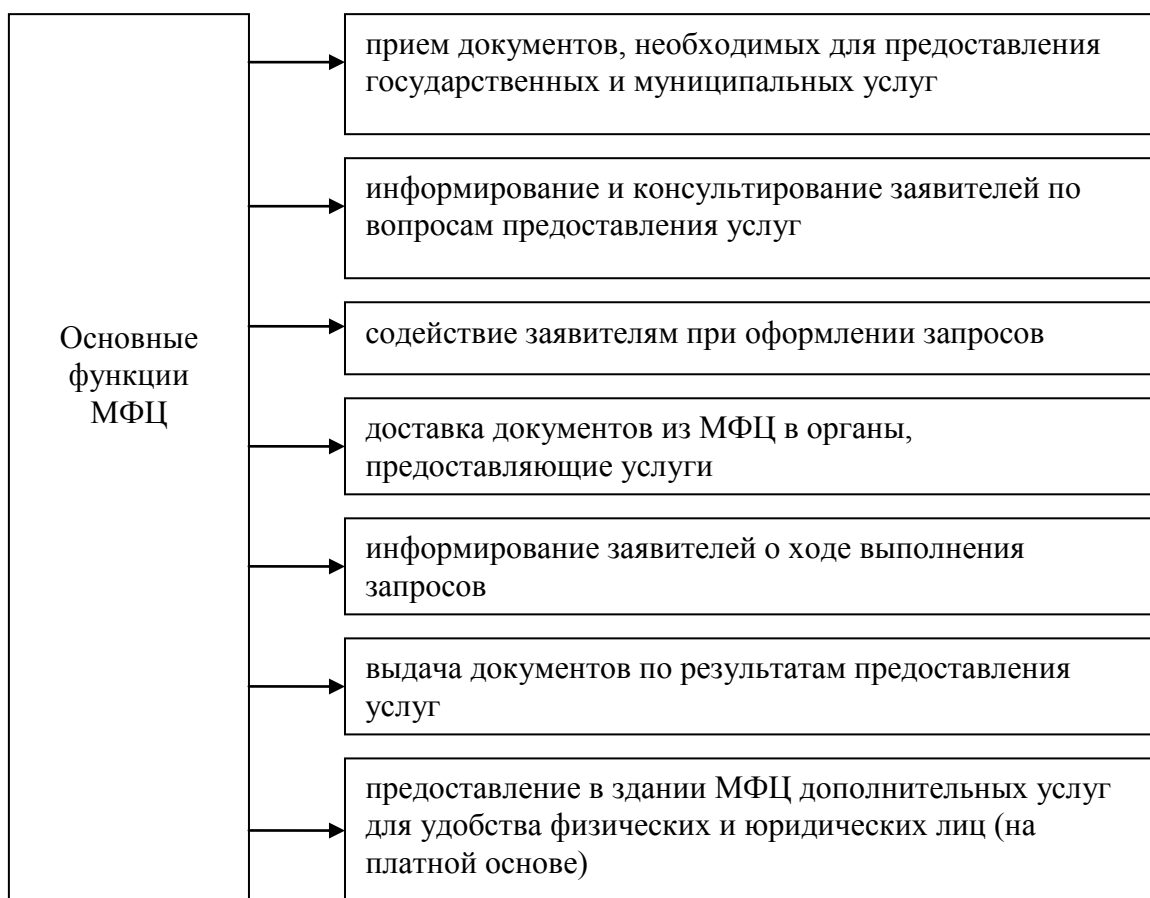 Основные
функции
МФЦ
прием документов, необходимых для предоставления
государственных и муниципальных услуг
информирование и консультирование заявителей по
вопросам предоставления услуг
содействие заявителям при оформлении запросов
доставка документов из МФЦ в органы,
предоставляющие услуги
информирование заявителей о ходе выполнения
запросов
выдача документов по результатам предоставления
услуг
предоставление в здании МФЦ дополнительных услуг
для удобства физических и юридических лиц (на
платной основе)